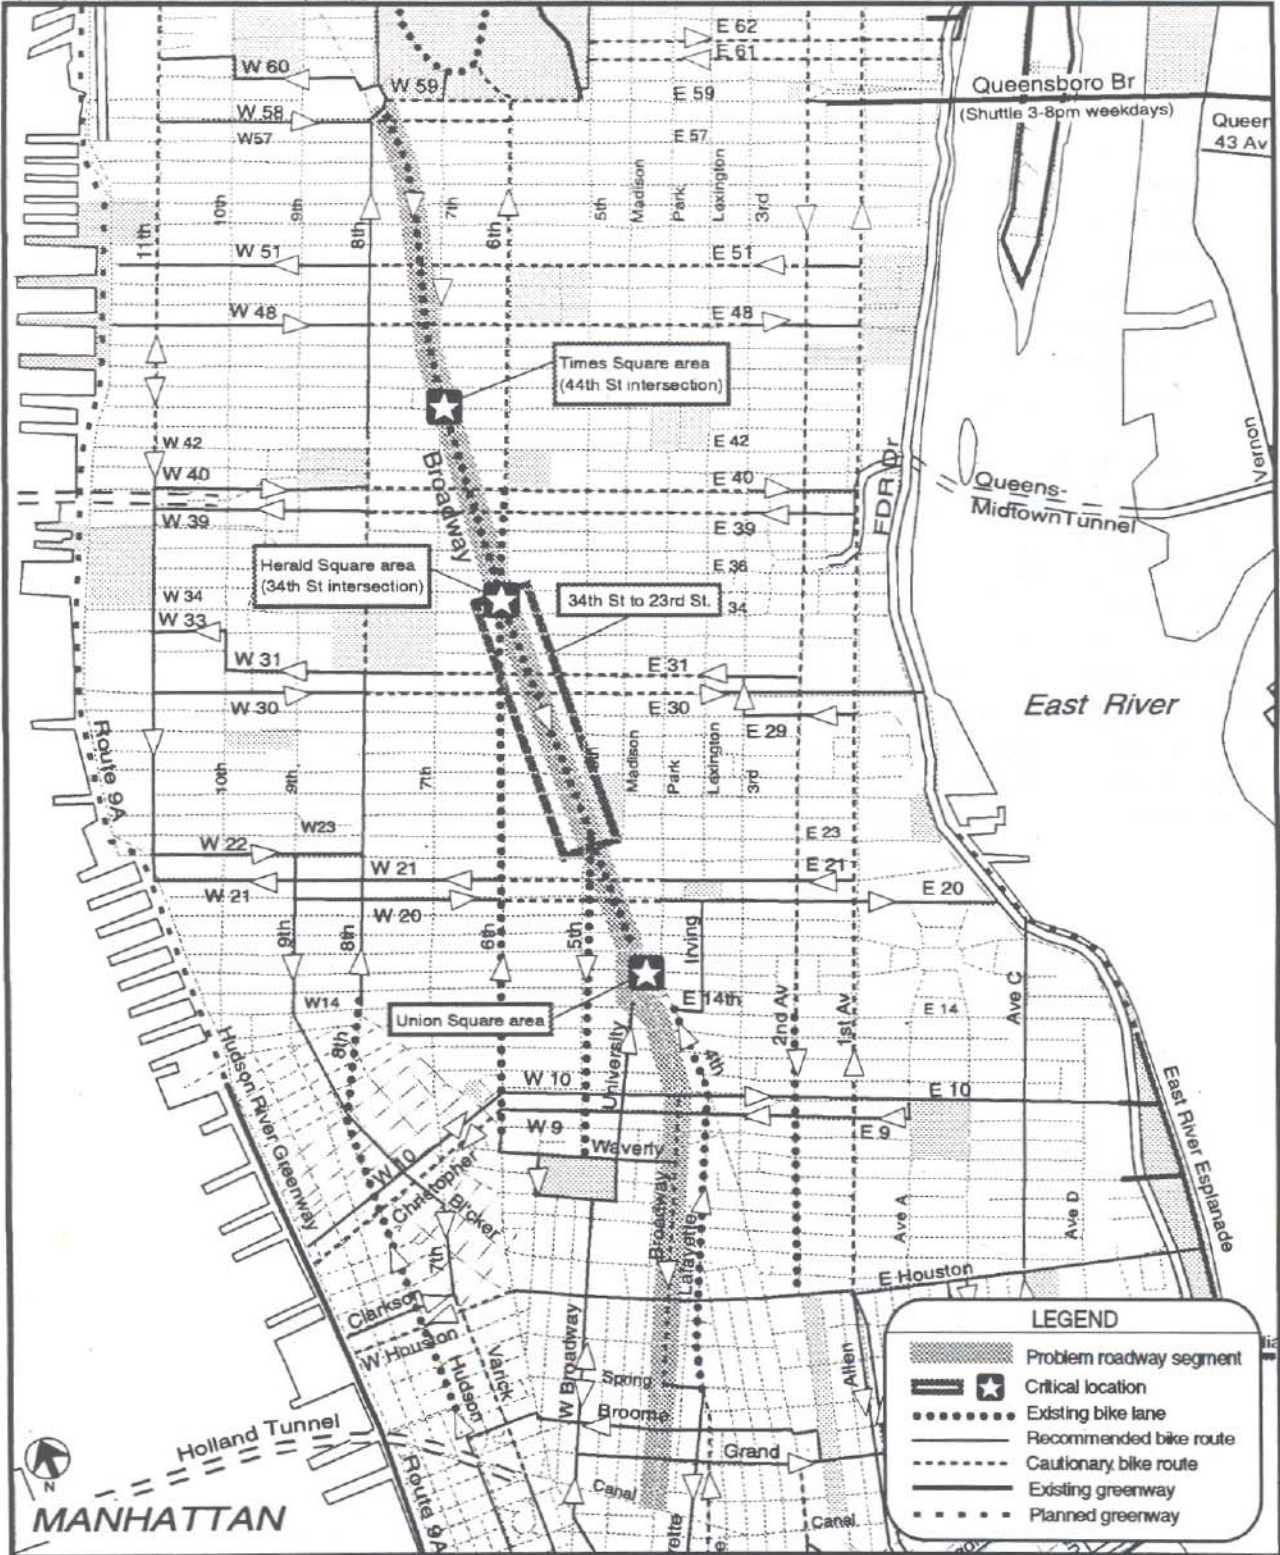 E 62
E 61
W 60
W 59
E 59
Queensboro Br
(Shuttle 3-8pm weekdays)
W 58
W57
E 57
Queen
43 Av
11th
10th
9th
8th
7th
6th
5th
Madison
Park
Lexington
3rd
W 51
E 51
W 48
E 48
Times Square area
(44th St intersection)
W 42
E 42
Broadway
W 40
E 40
FDR Dr
Vernon
Queens-
Midtown Tunnel
W 39
E 39
Herald Square area
(34th St intersection)
E 36
34th St to 23rd St.
W 34
34
W 33
W 31
E 31
W 30
E 30
East River
E 29
Route 9A
10th
9th
7th
5th
Madison
Park
Lexington
3rd
W23
E 23
W 22
W 21
E 21
W 21
E 20
W 20
9th
8th
6th
5th
Irving
W14
E 14th
2nd Av
1st Av
E 14
Ave C
Union Square area
Hudson River Greenway
8th
University
4th
W 10
E 10
W 9
E 9
Waverly
East River Esplanade
W 10
Christopher
Bl'cker
Broadway
Lafayette
Ave A
Ave D
7th
E Houston
Clarkson
W Houston
Hudson
Varick
W Broadway
Spring
Broome
Allen
Grand
Holland Tunnel
Canal
Canal
Route 9A
N
MANHATTAN
LEGEND
Problem roadway segment
Critical location
Existing bike lane
Recommended bike route
Cautionary bike route
Existing greenway
Planned greenway